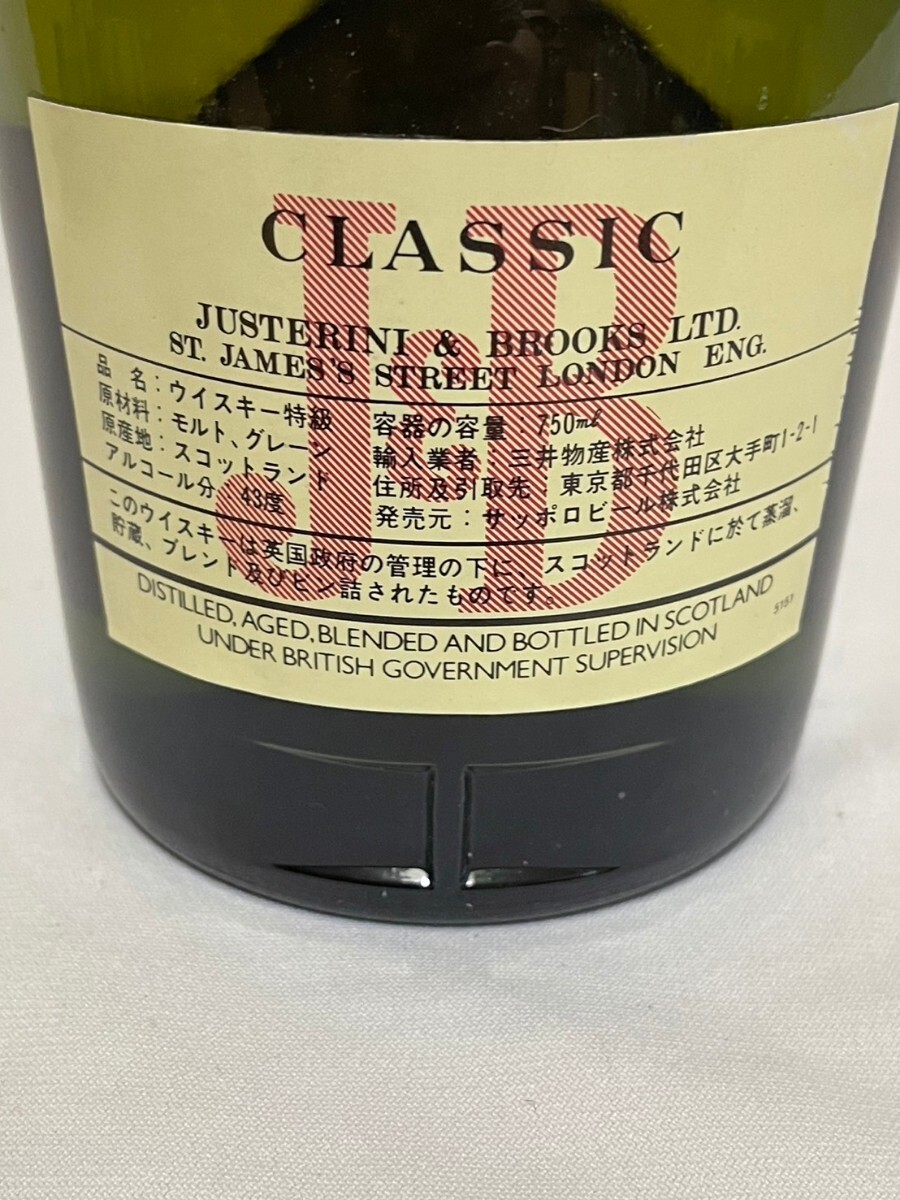 J&B
CLASSIC
JUSTERINI & BROOKS LTD.
ST. JAMES'S STREET LONDON ENG.
品 名：ウイスキー特級
原材料：モルト、グレーン
原産地：スコットランド
アルコール分 43度
容器の容量：750ml
輸入業者：三井物産株式会社
住所及引取先 東京都千代田区大手町1-2-1
発売元：サッポロビール株式会社
このウイスキーは英国政府の管理の下に スコットランドに於て蒸溜、
貯蔵、ブレンド及びビン詰されたものです。
DISTILLED, AGED, BLENDED AND BOTTLED IN SCOTLAND
UNDER BRITISH GOVERNMENT SUPERVISION
5151